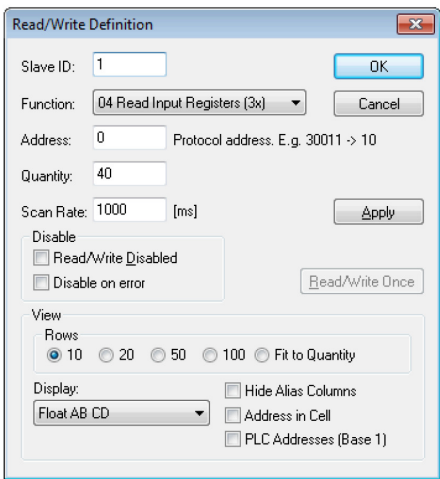 Read/Write Definition
Slave ID: 1 OK
Function: 04 Read Input Registers (3x) Cancel
Address: 0 Protocol address. E.g. 30011 -> 10
Quantity: 40
Scan Rate: 1000 [ms] Apply
Disable
Read/Write Disabled
Disable on error
Read/Write Once
View
Rows
10 20 50 100 Fit to Quantity
Display:
Hide Alias Columns
Float AB CD
Address in Cell
PLC Addresses (Base 1)